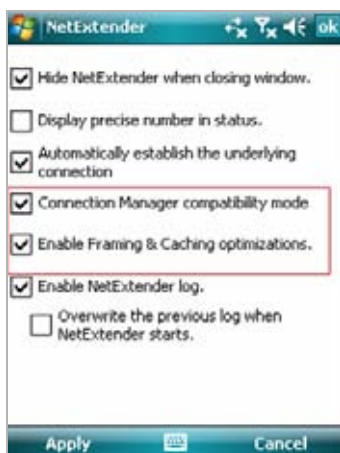 NetExtender
ok
Hide NetExtender when closing window.
Display precise number in status.
Automatically establish the underlying
connection
Connection Manager compatibility mode
Enable Framing & Caching optimizations.
Enable NetExtender log.
Overwrite the previous log when
NetExtender starts.
Apply
Cancel